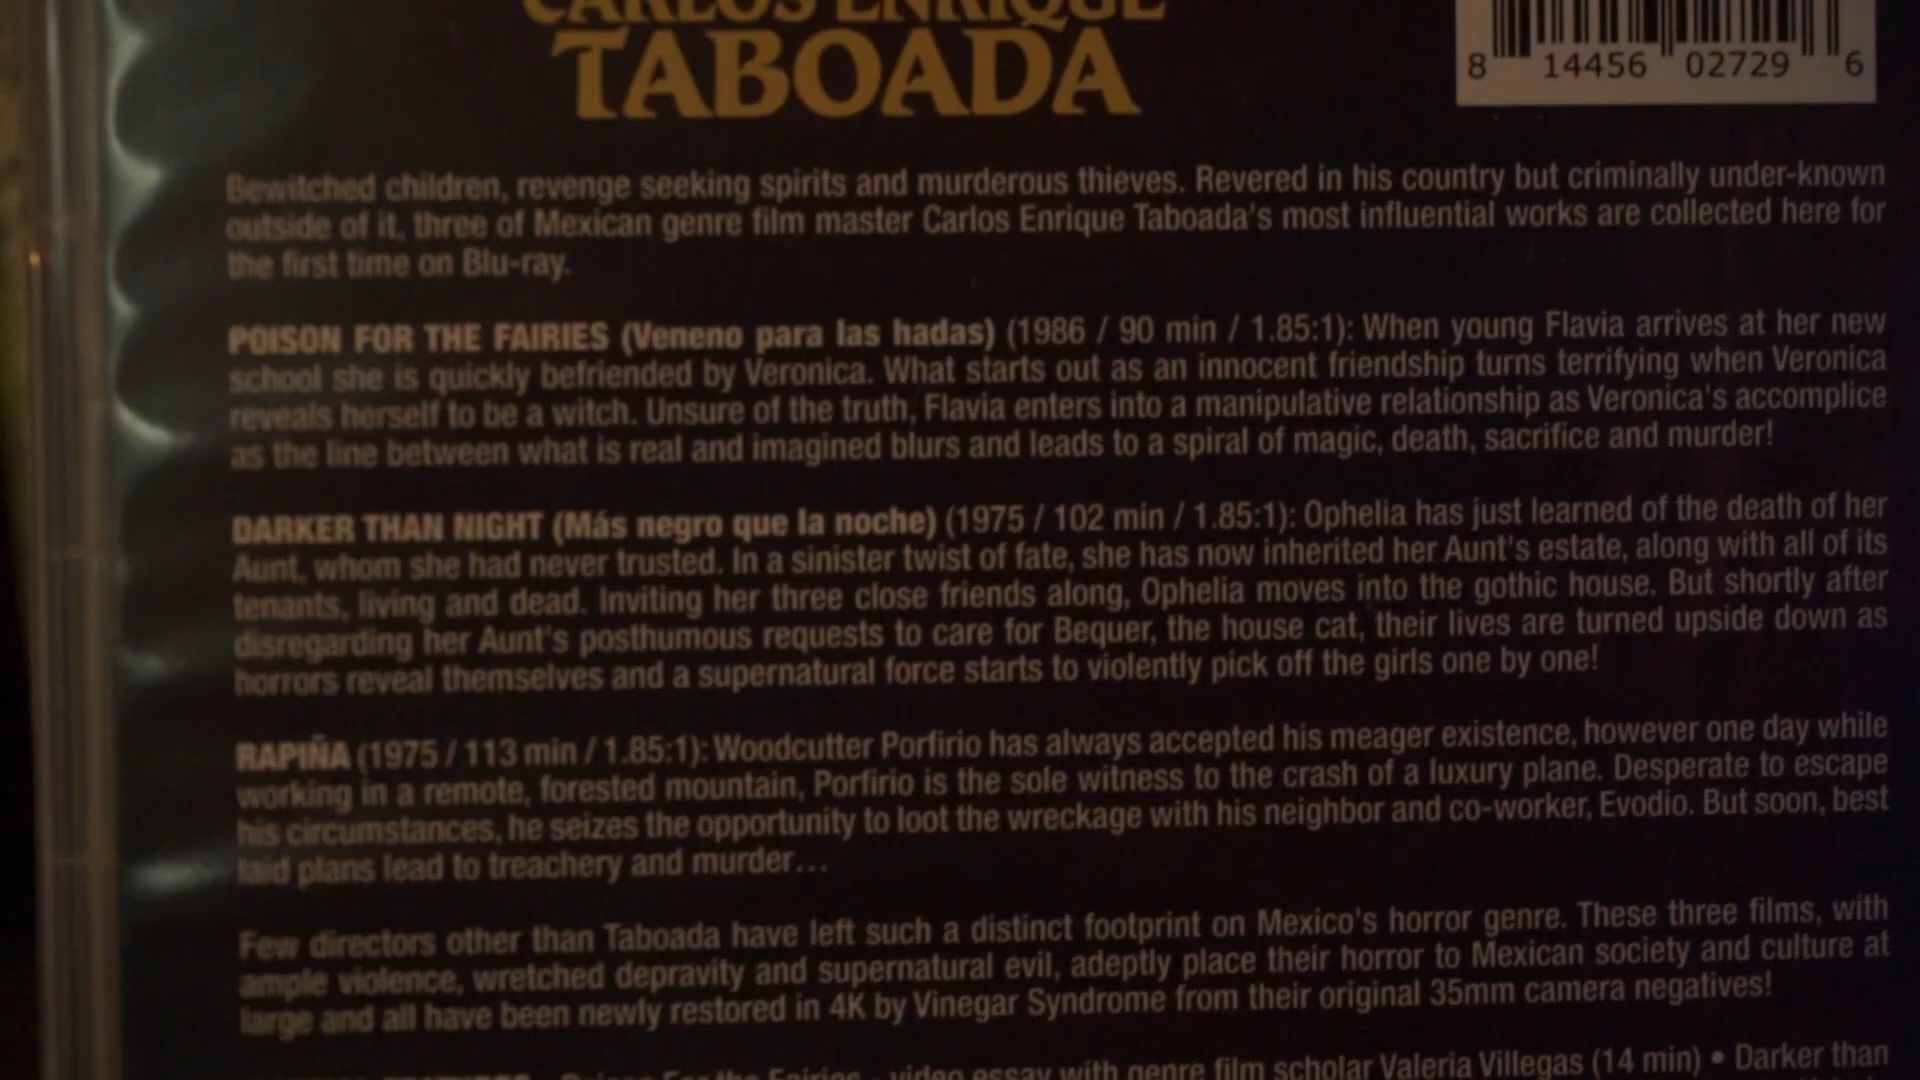 CARLOS ENRIQUE
TABOADA
8 14456 02729 6
Bewitched children, revenge seeking spirits and murderous thieves. Revered in his country but criminally under-known
outside of it, three of Mexican genre film master Carlos Enrique Taboada's most influential works are collected here for
the first time on Blu-ray.
POISON FOR THE FAIRIES (Veneno para las hadas) (1986 / 90 min / 1.85:1): When young Flavia arrives at her new
school she is quickly befriended by Veronica. What starts out as an innocent friendship turns terrifying when Veronica
reveals herself to be a witch. Unsure of the truth, Flavia enters into a manipulative relationship as Veronica's accomplice
as the line between what is real and imagined blurs and leads to a spiral of magic, death, sacrifice and murder!
DARKER THAN NIGHT (Más negro que la noche) (1975 / 102 min / 1.85:1): Ophelia has just learned of the death of her
Aunt, whom she had never trusted. In a sinister twist of fate, she has now inherited her Aunt's estate, along with all of its
tenants, living and dead. Inviting her three close friends along, Ophelia moves into the gothic house. But shortly after
disregarding her Aunt's posthumous requests to care for Bequer, the house cat, their lives are turned upside down as
horrors reveal themselves and a supernatural force starts to violently pick off the girls one by one!
RAPIÑA (1975 / 113 min / 1.85:1): Woodcutter Porfirio has always accepted his meager existence, however one day while
working in a remote, forested mountain, Porfirio is the sole witness to the crash of a luxury plane. Desperate to escape
his circumstances, he seizes the opportunity to loot the wreckage with his neighbor and co-worker, Evodio. But soon, best
laid plans lead to treachery and murder...
Few directors other than Taboada have left such a distinct footprint on Mexico's horror genre. These three films, with
ample violence, wretched depravity and supernatural evil, adeptly place their horror to Mexican society and culture at
large and all have been newly restored in 4K by Vinegar Syndrome from their original 35mm camera negatives!
Poison For the Fairies - video essay with genre film scholar Valeria Villegas (14 min) • Darker than